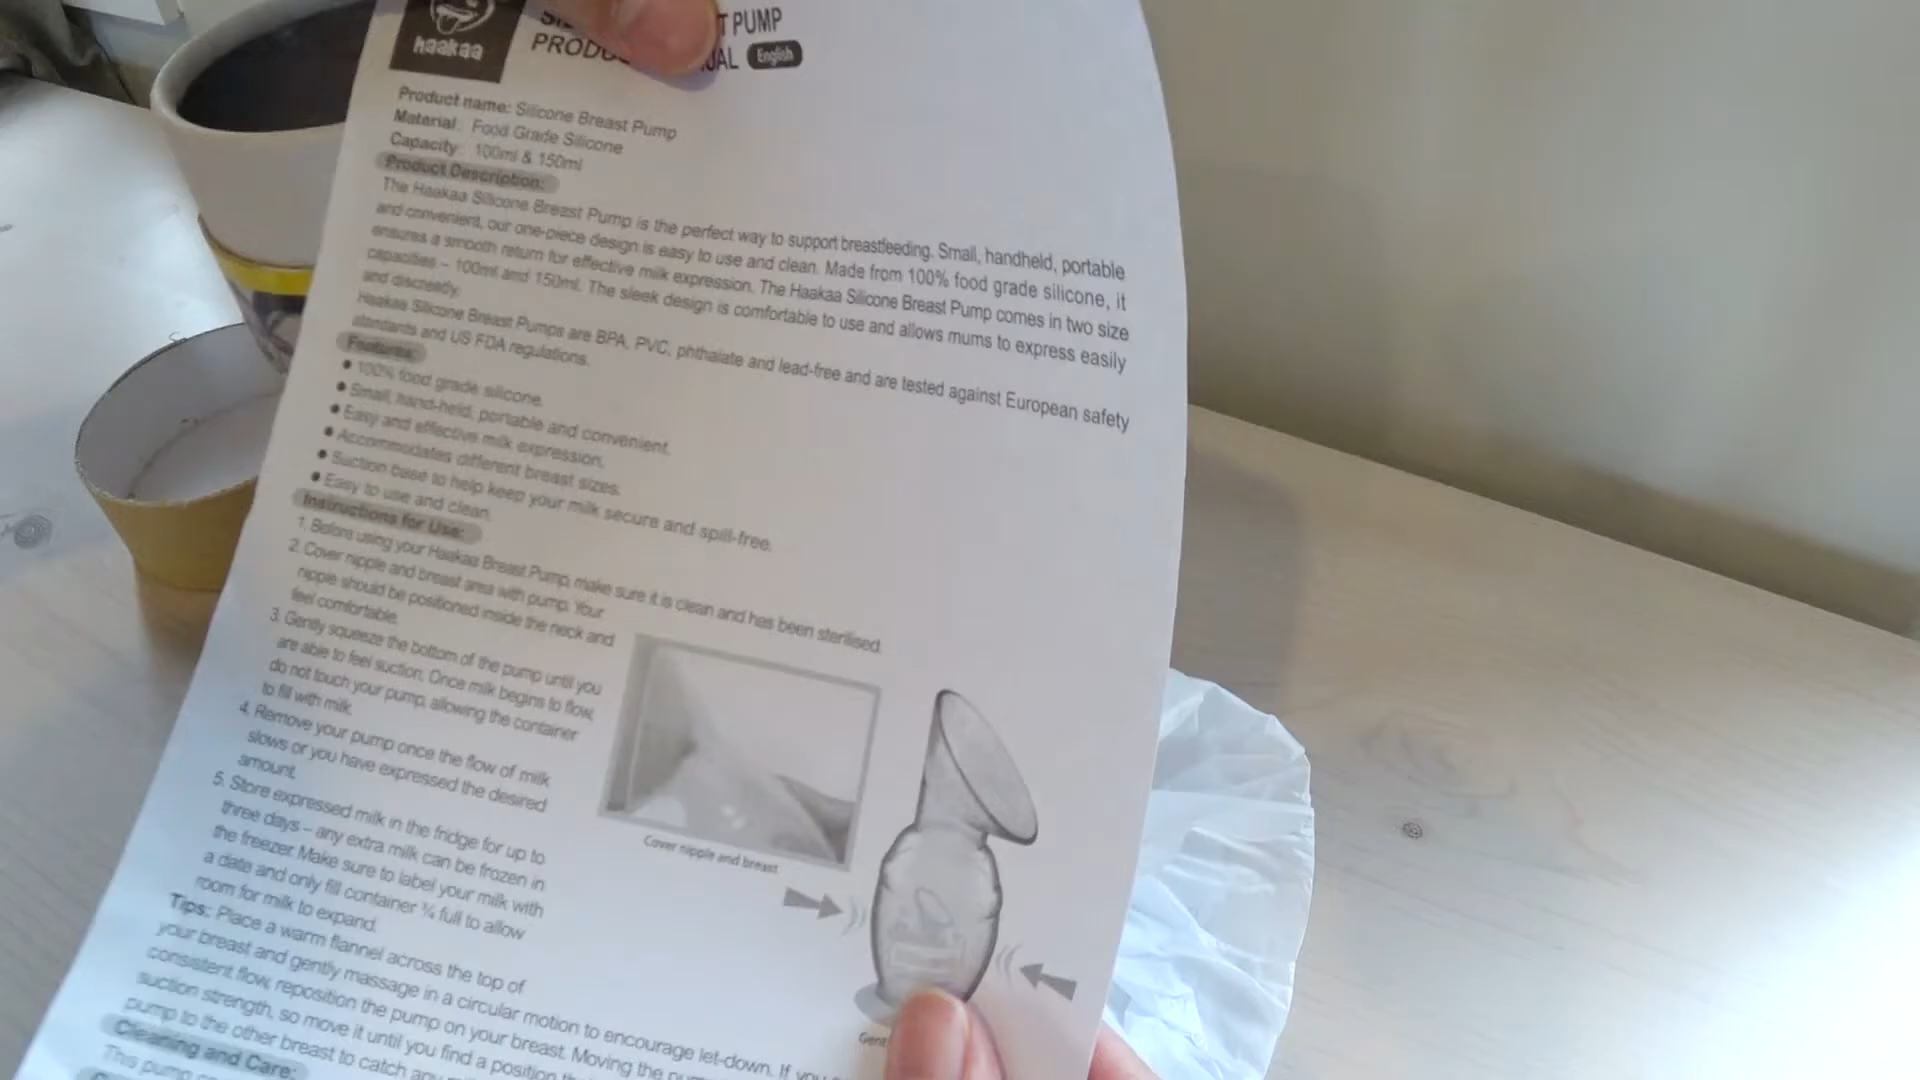 haakaa
T PUMP
PRODU UAL English
Product name: Silicone Breast Pump
Material: Food Grade Silicone
Capacity: 100ml & 150ml
Product Description:
The Haakaa Silicone Breast Pump is the perfect way to support breastfeeding. Small, handheld, portable
and convenient, our one-piece design is easy to use and clean. Made from 100% food grade silicone, it
ensures a smooth return for effective milk expression. The Haakaa Silicone Breast Pump comes in two size
capacities – 100ml and 150ml. The sleek design is comfortable to use and allows mums to express easily
and discreetly.
Haakaa Silicone Breast Pumps are BPA, PVC, phthalate and lead-free and are tested against European safety
standards and US FDA regulations.
Features:
● 100% food grade silicone.
● Small, hand-held, portable and convenient.
● Easy and effective milk expression.
● Accommodates different breast sizes.
● Suction base to help keep your milk secure and spill-free.
● Easy to use and clean.
Instructions for Use:
1. Before using your Haakaa Breast Pump, make sure it is clean and has been sterilised.
2. Cover nipple and breast area with pump. Your
nipple should be positioned inside the neck and
feel comfortable.
3. Gently squeeze the bottom of the pump until you
are able to feel suction. Once milk begins to flow,
do not touch your pump, allowing the container
to fill with milk.
4. Remove your pump once the flow of milk
slows or you have expressed the desired
amount.
5. Store expressed milk in the fridge for up to
three days – any extra milk can be frozen in
the freezer. Make sure to label your milk with
a date and only fill container ¾ full to allow
room for milk to expand.
Cover nipple and breast
Gent
Tips: Place a warm flannel across the top of
your breast and gently massage in a circular motion to encourage let-down. If you
consistent flow, reposition the pump on your breast. Moving the
suction strength, so move it until you find a position
pump to the other breast to catch any
Cleaning and Care:
This pump